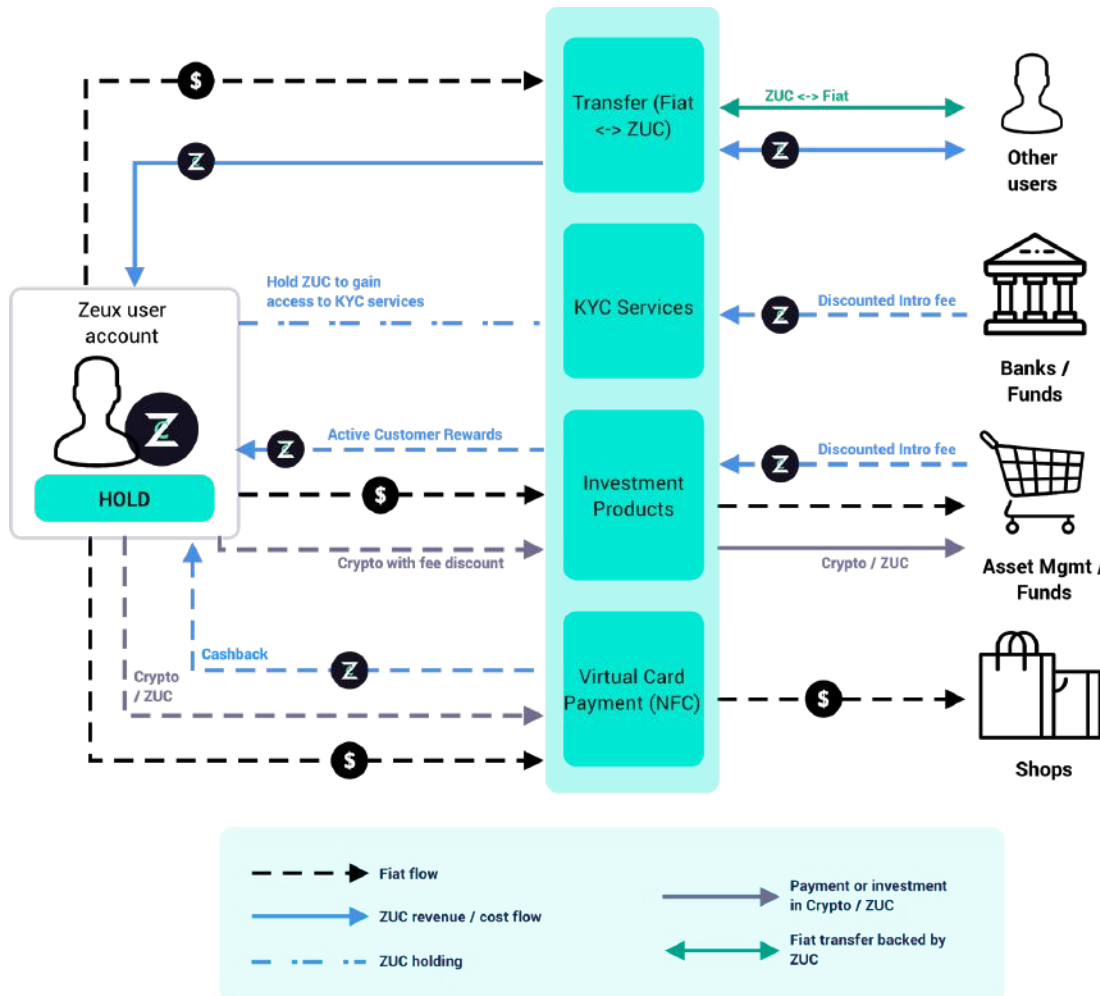 $
Transfer (Fiat
<-> ZUC)
ZUC <-> Fiat
Z
Z
Other
users
Hold ZUC to gain
access to KYC services
KYC Services
Discounted Intro fee
Z
Banks /
Funds
Zeux user
account
Z
HOLD
Active Customer Rewards
Z
$
Crypto with fee discount
Investment
Products
Discounted Intro fee
Z
Crypto / ZUC
Asset Mgmt /
Funds
Cashback
Z
Crypto
/ ZUC
$
Virtual Card
Payment (NFC)
$
Shops
Fiat flow
ZUC revenue / cost flow
ZUC holding
Payment or investment
in Crypto / ZUC
Fiat transfer backed by
ZUC